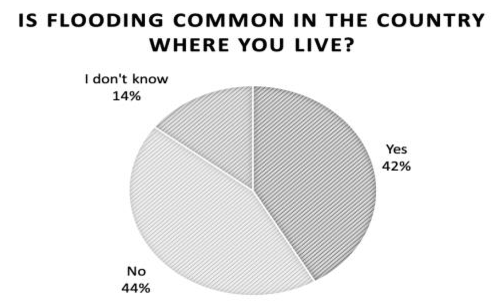 IS FLOODING COMMON IN THE COUNTRY
WHERE YOU LIVE?
I don't know
14%
Yes
42%
No
44%